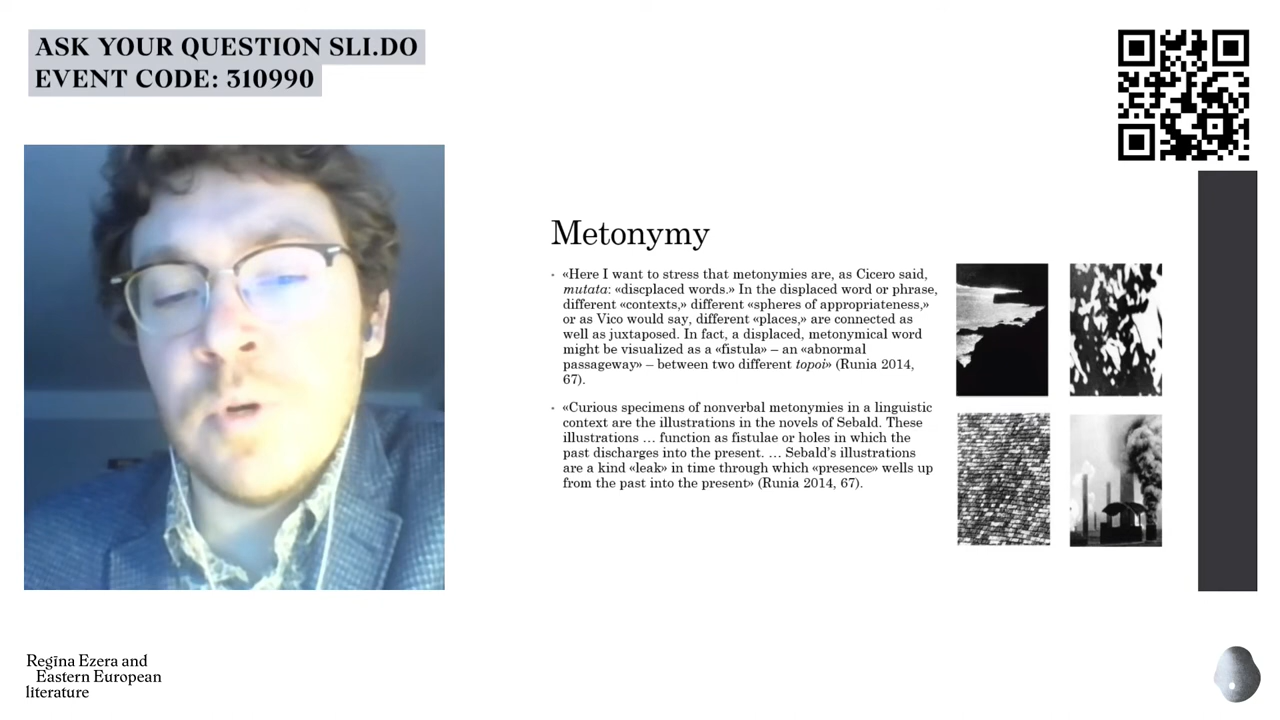 ASK YOUR QUESTION SLI.DO
EVENT CODE: 310990
Metonymy
«Here I want to stress that metonymies are, as Cicero said,
mutata: «discplaced words.» In the displaced word or phrase,
different «contexts,» different «spheres of appropriateness,»
or as Vico would say, different «places,» are connected as
well as juxtaposed. In fact, a displaced, metonymical word
might be visualized as a «fistula» – an «abnormal
passageway» – between two different topoi» (Runia 2014,
67).
«Curious specimens of nonverbal metonymies in a linguistic
context are the illustrations in the novels of Sebald. These
illustrations … function as fistulae or holes in which the
past discharges into the present. … Sebald's illustrations
are a kind «leak» in time through which «presence» wells up
from the past into the present» (Runia 2014, 67).
Regīna Ezera and
Eastern European
literature